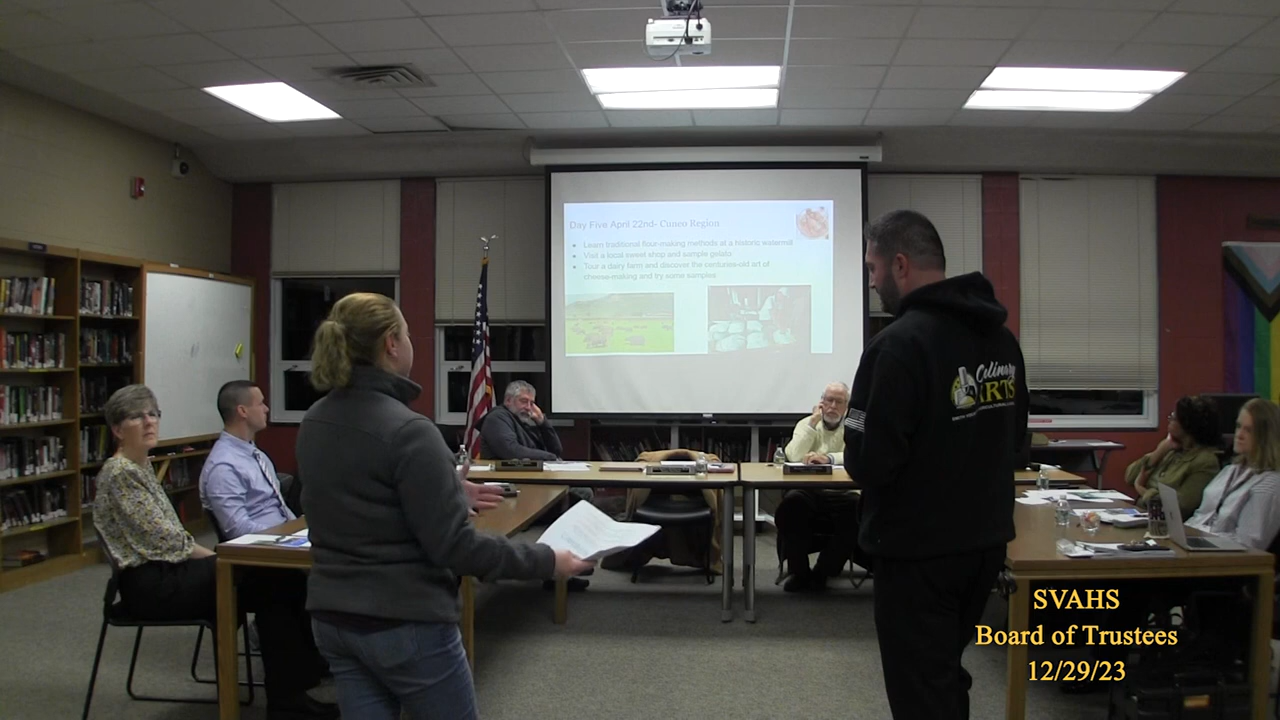 Day Five April 22nd- Cuneo Region
● Learn traditional flour-making methods at a historic watermill
● Visit a local sweet shop and sample gelato
● Tour a dairy farm and discover the centuries-old art of
cheese-making and try some samples
Culinary
ARTS
SVAHS
Board of Trustees
12/29/23